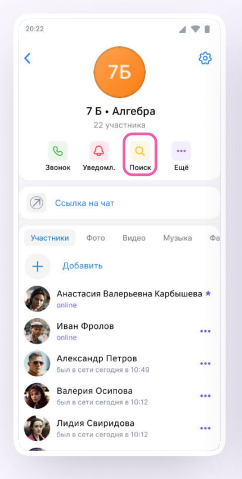 20:22
7Б
7 Б • Алгебра
22 участника
Звонок Уведомл. Поиск Ещё
Ссылка на чат
Участники Фото Видео Музыка Фа
Добавить
Анастасия Валерьевна Карбышева *
online
Иван Фролов
online
Александр Петров
был в сети сегодня в 10:49
Валерия Осипова
был в сети сегодня в 10:12
Лидия Свиридова
был в сети сегодня в 10:12